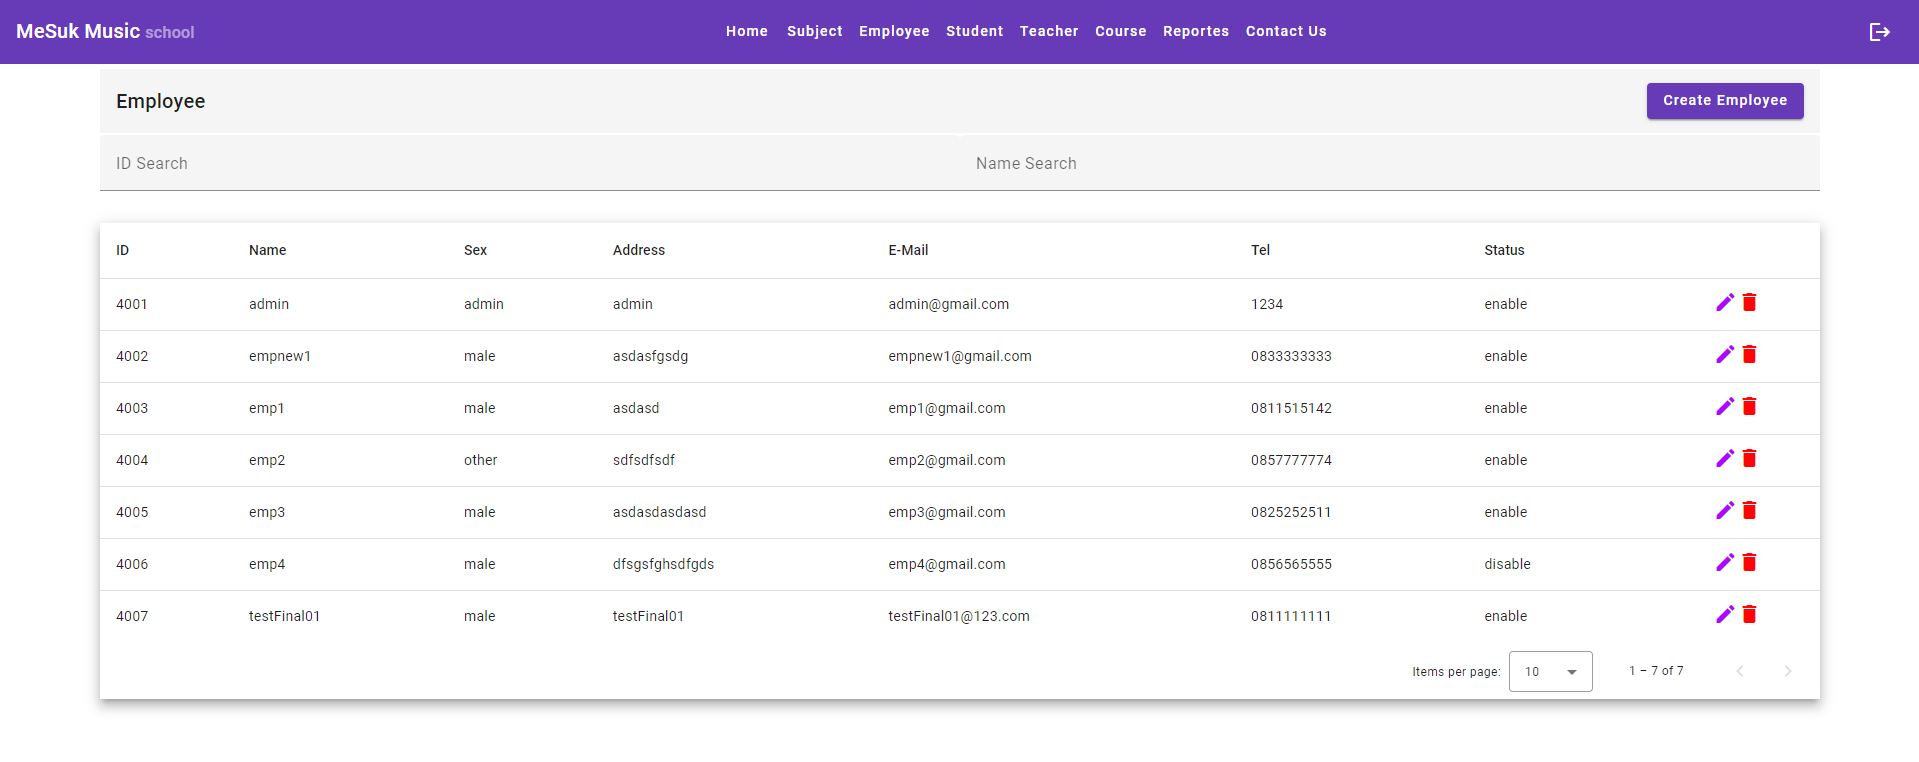 MeSuk Music school Home Subject Employee Student Teacher Course Reportes Contact Us
Employee Create Employee
ID Search Name Search
ID Name Sex Address E-Mail Tel Status
4001 admin admin admin admin@gmail.com 1234 enable
4002 empnew1 male asdasfgsdg empnew1@gmail.com 0833333333 enable
4003 emp1 male asdasd emp1@gmail.com 0811515142 enable
4004 emp2 other sdfsdfsdf emp2@gmail.com 0857777774 enable
4005 emp3 male asdasdasdasd emp3@gmail.com 0825252511 enable
4006 emp4 male dfsgsfghsdfgds emp4@gmail.com 0856565555 disable
4007 testFinal01 male testFinal01 testFinal01@123.com 0811111111 enable
Items per page: 10 1 – 7 of 7